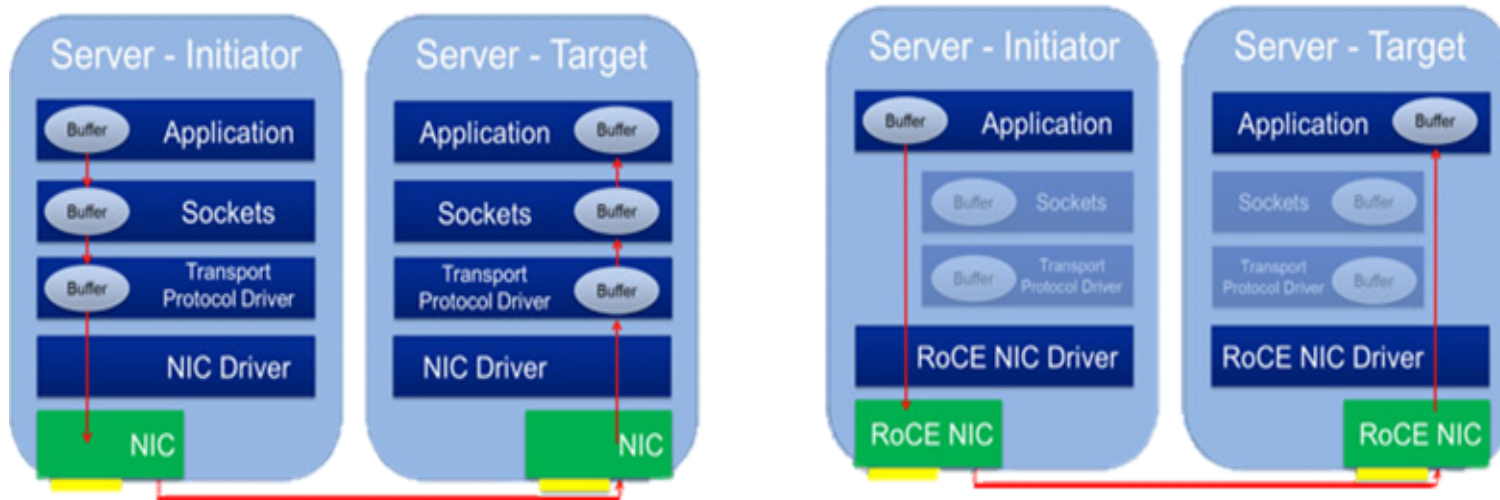 Server - Initiator
Buffer Application
Buffer Sockets
Buffer Transport
Protocol Driver
NIC Driver
NIC
Server - Target
Application Buffer
Sockets Buffer
Transport
Protocol Driver Buffer
NIC Driver
NIC
Server - Initiator
Buffer Application
Buffer Sockets
Buffer Transport
Protocol Driver
RoCE NIC Driver
RoCE NIC
Server - Target
Application Buffer
Sockets Buffer
Transport
Protocol Driver Buffer
RoCE NIC Driver
RoCE NIC